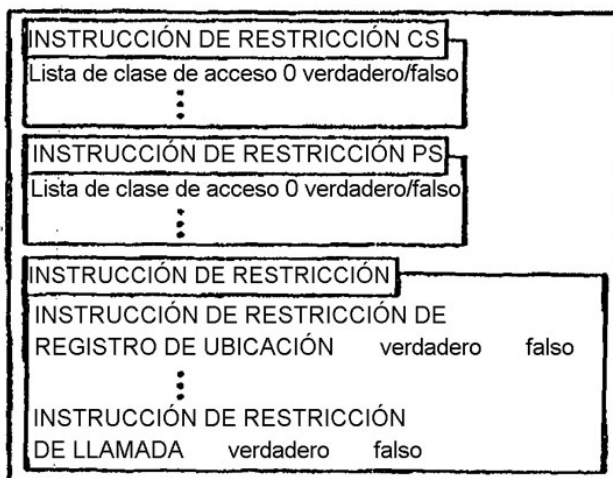 INSTRUCCIÓN DE RESTRICCIÓN CS
Lista de clase de acceso 0 verdadero/falso
INSTRUCCIÓN DE RESTRICCIÓN PS
Lista de clase de acceso 0 verdadero/falso
INSTRUCCIÓN DE RESTRICCIÓN
INSTRUCCIÓN DE RESTRICCIÓN DE
REGISTRO DE UBICACIÓN verdadero falso
INSTRUCCIÓN DE RESTRICCIÓN
DE LLAMADA verdadero falso